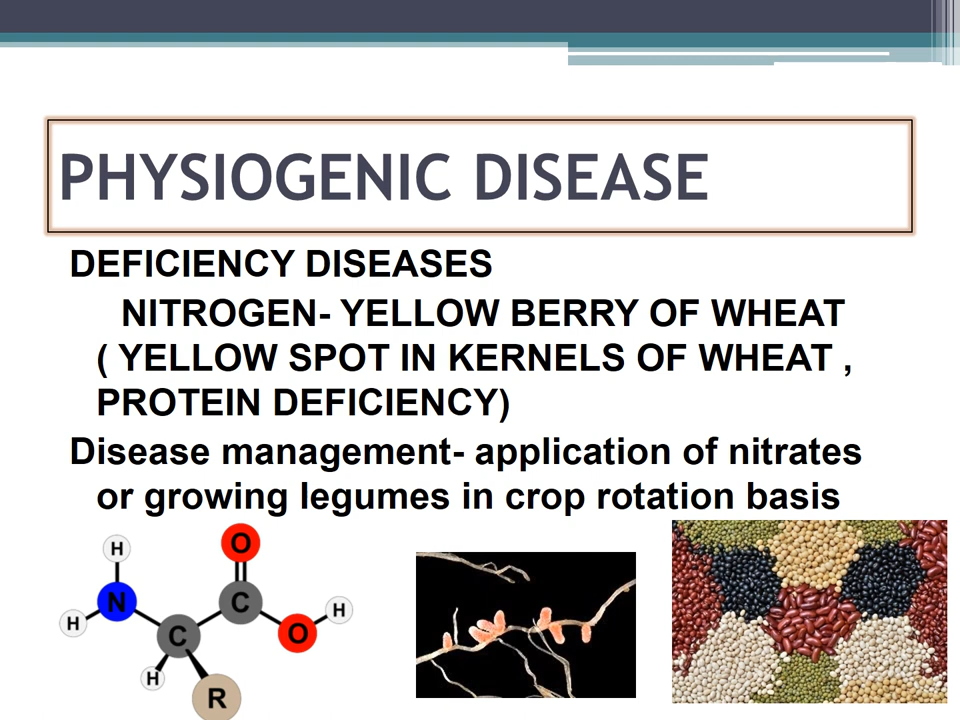 PHYSIOGENIC DISEASE
DEFICIENCY DISEASES
NITROGEN- YELLOW BERRY OF WHEAT
( YELLOW SPOT IN KERNELS OF WHEAT ,
PROTEIN DEFICIENCY)
Disease management- application of nitrates
or growing legumes in crop rotation basis
H
O
N
C
H
H
C
O
H
R